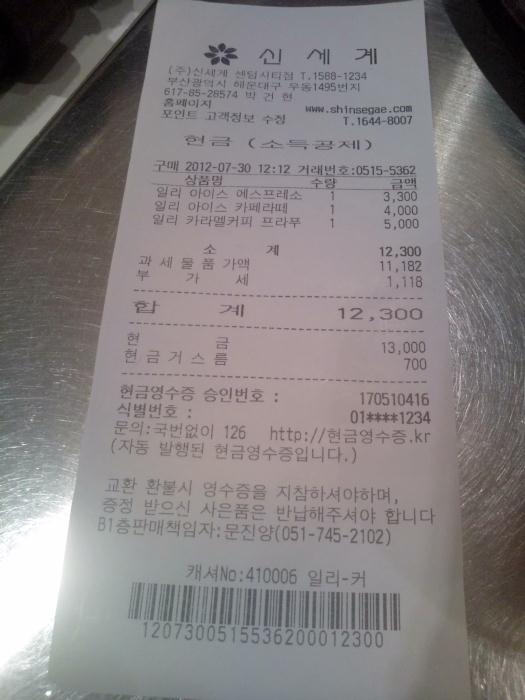 신세계
(주)신세계 센텀시티점 T.1588-1234
부산광역시 해운대구 우동1495번지
617-85-28574 박 건 현
홈페이지 www.shinsegae.com
포인트 고객정보 수정 T.1644-8007
현금 (소득공제)
구매 2012-07-30 12:12 거래번호:0515-5362
상품명 수량 금액
일리 아이스 에스프레소 1 3,300
일리 아이스 카페라떼 1 4,000
일리 카라멜커피 프라푸 1 5,000
소 계 12,300
과 세 물 품 가액 11,182
부 가 세 1,118
합 계 12,300
현 금 13,000
현 금 거 스 름 700
현금영수증 승인번호 : 170510416
식별번호 : 01****1234
문의:국번없이 126 http://현금영수증.kr
(자동 발행된 현금영수증입니다.)
교환 환불시 영수증을 지참하셔야하며,
증정 받으신 사은품은 반납해주셔야 합니다
B1층판매책임자:문진양(051-745-2102)
캐셔No:410006 일리-커
1207300515536200012300